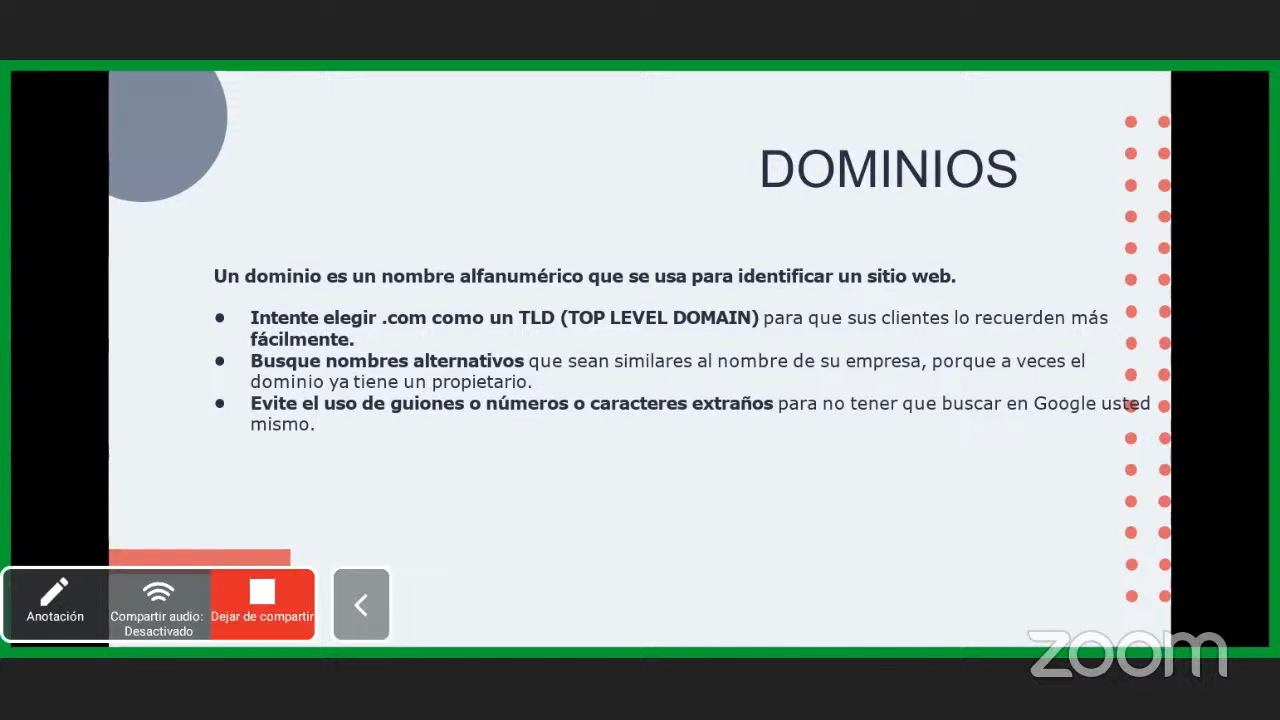 DOMINIOS
Un dominio es un nombre alfanumérico que se usa para identificar un sitio web.
● Intente elegir .com como un TLD (TOP LEVEL DOMAIN) para que sus clientes lo recuerden más
fácilmente.
● Busque nombres alternativos que sean similares al nombre de su empresa, porque a veces el
dominio ya tiene un propietario.
● Evite el uso de guiones o números o caracteres extraños para no tener que buscar en Google usted
mismo.
Anotación
Compartir audio:
Desactivado
Dejar de compartir
zoom